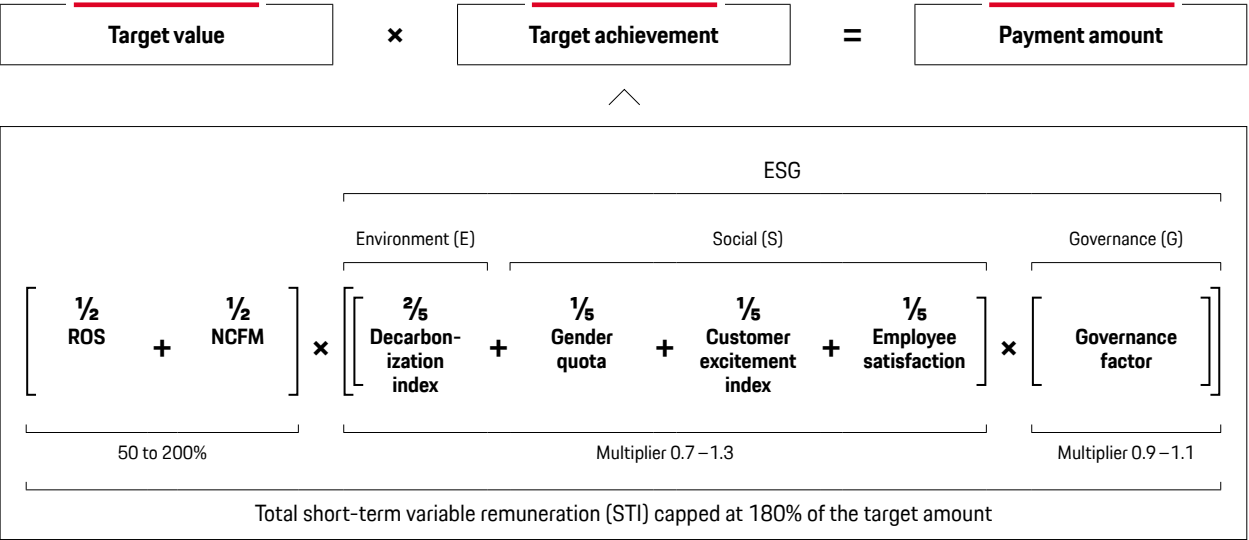 Target value × Target achievement = Payment amount
ESG
Environment (E) Social (S) Governance (G)
½ ½ ⅖ ⅕ ⅕ ⅕
ROS + NCFM × Decarbon- + Gender + Customer + Employee × Governance
ization quota excitement satisfaction factor
index index
50 to 200% Multiplier 0.7–1.3 Multiplier 0.9–1.1
Total short-term variable remuneration (STI) capped at 180% of the target amount